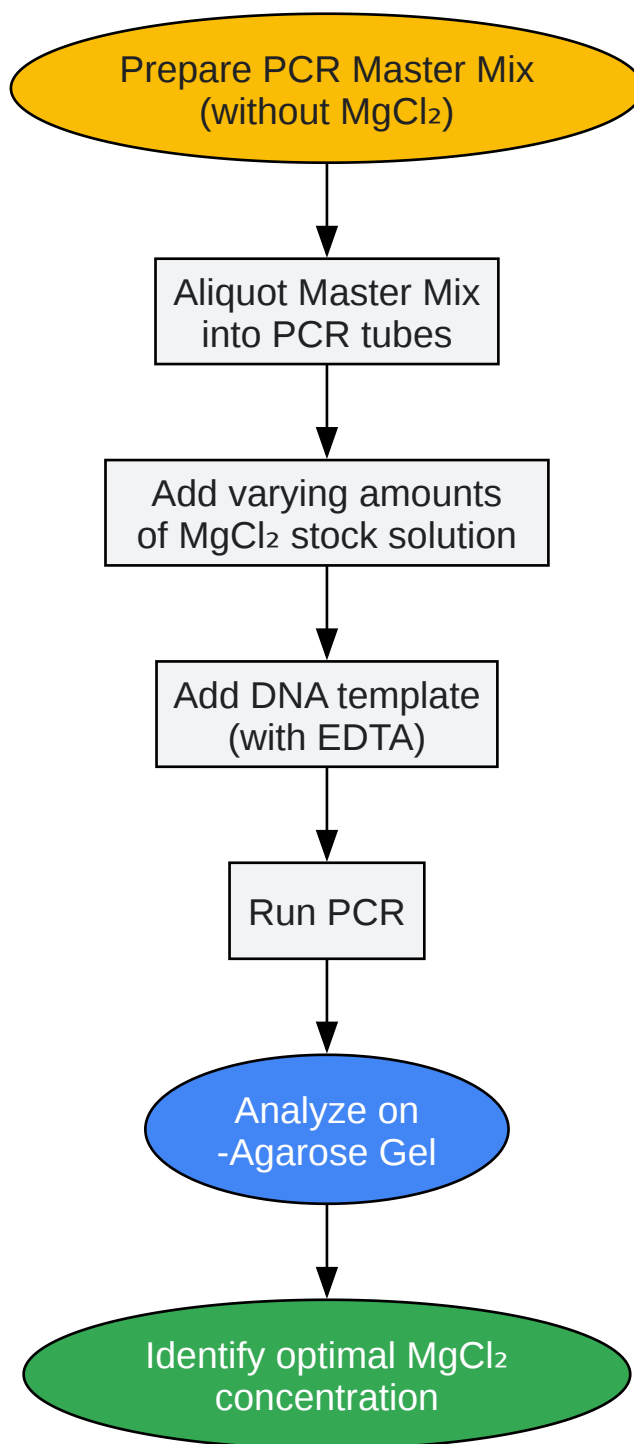 Prepare PCR Master Mix
(without MgCl₂)
Aliquot Master Mix
into PCR tubes
Add varying amounts
of MgCl₂ stock solution
Add DNA template
(with EDTA)
Run PCR
Analyze on
-Agarose Gel
Identify optimal MgCl₂
concentration